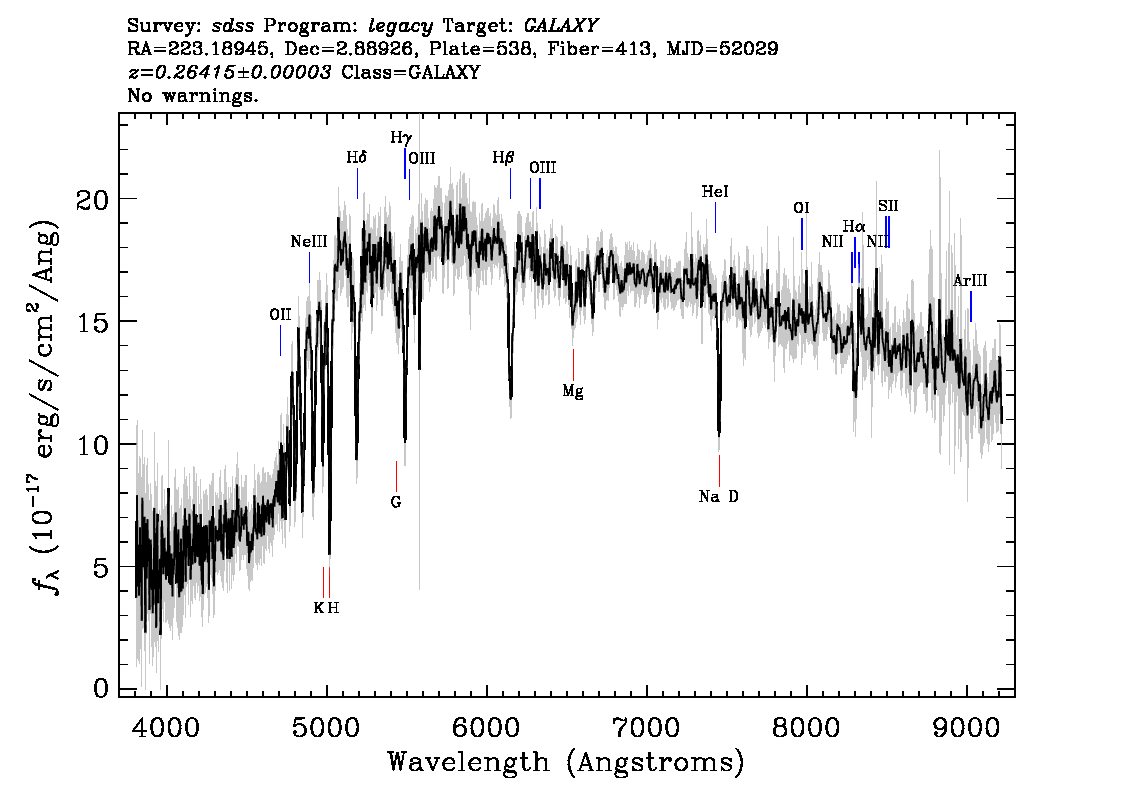 Survey: sdss Program: legacy Target: GALAXY
RA=223.18945, Dec=2.88926, Plate=538, Fiber=413, MJD=52029
z=0.26415±0.00003 Class=GALAXY
No warnings.
Hγ
Hδ OIII Hβ OIII
HeI
OI SII
Hα
NeIII NII NII
ArIII
OII
Mg
G Na D
K H
20
15
10
5
0
4000 5000 6000 7000 8000 9000
Wavelength (Angstroms)
f_λ (10^−17 erg/s/cm^2/Ang)